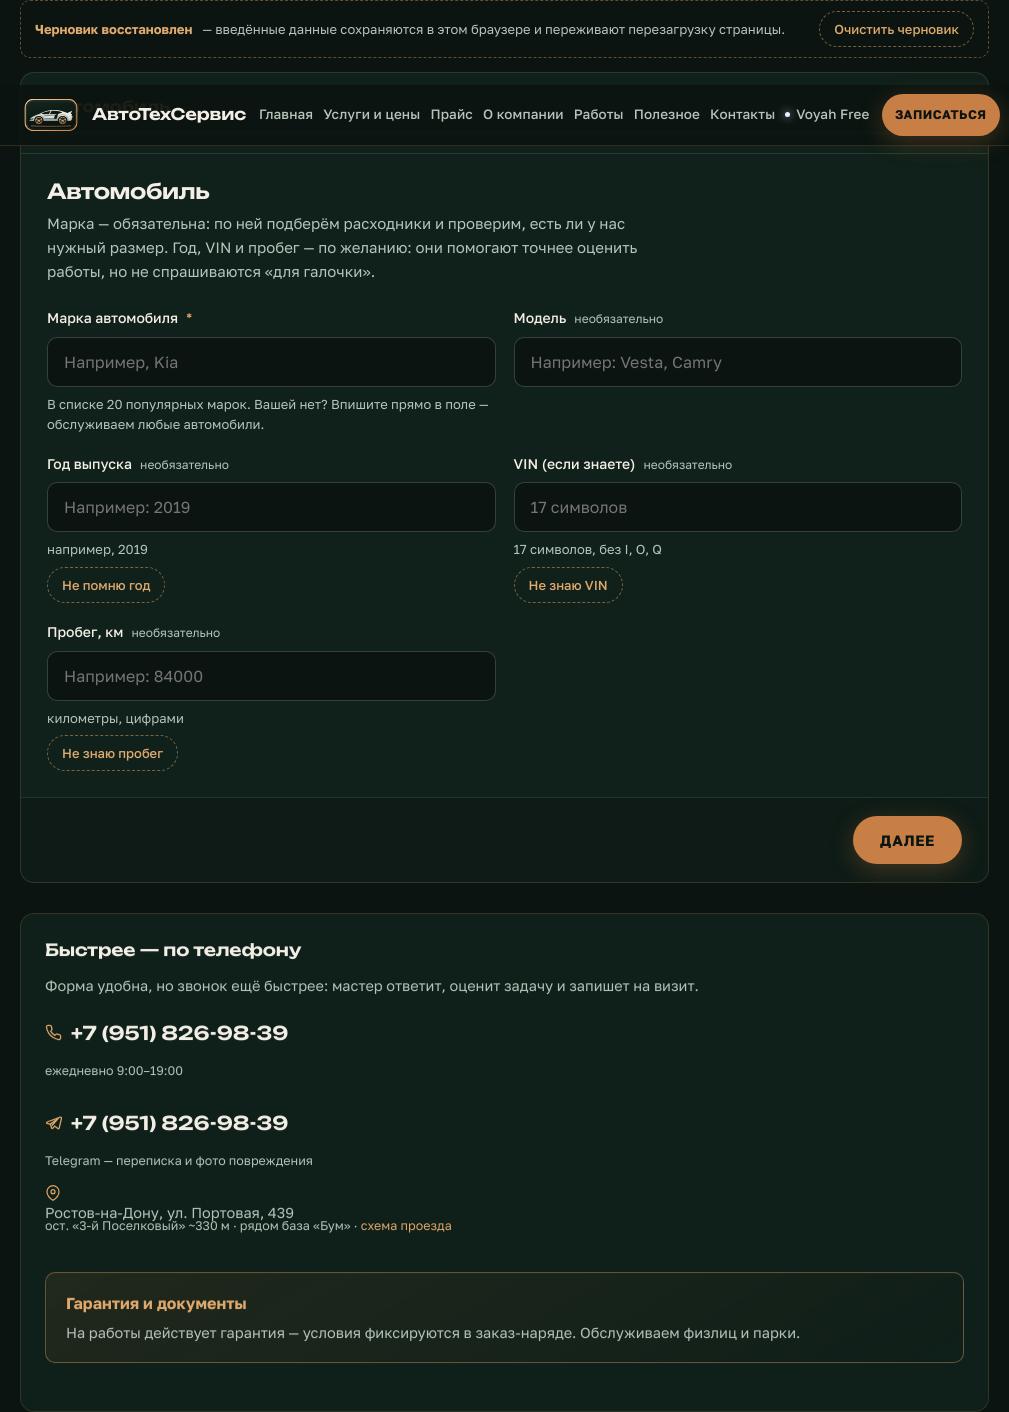 Черновик восстановлен — введённые данные сохраняются в этом браузере и переживают перезагрузку страницы. Очистить черновик
АвтоТехСервис Главная Услуги и цены Прайс О компании Работы Полезное Контакты Voyah Free ЗАПИСАТЬСЯ
Автомобиль
Марка — обязательна: по ней подберём расходники и проверим, есть ли у нас
нужный размер. Год, VIN и пробег — по желанию: они помогают точнее оценить
работы, но не спрашиваются «для галочки».
Марка автомобиля *
Например, Kia
В списке 20 популярных марок. Вашей нет? Впишите прямо в поле —
обслуживаем любые автомобили.
Модель необязательно
Например: Vesta, Camry
Год выпуска необязательно
Например: 2019
например, 2019
Не помню год
VIN (если знаете) необязательно
17 символов
17 символов, без I, O, Q
Не знаю VIN
Пробег, км необязательно
Например: 84000
километры, цифрами
Не знаю пробег
ДАЛЕЕ
Быстрее — по телефону
Форма удобна, но звонок ещё быстрее: мастер ответит, оценит задачу и запишет на визит.
+7 (951) 826-98-39
ежедневно 9:00–19:00
+7 (951) 826-98-39
Telegram — переписка и фото повреждения
Ростов-на-Дону, ул. Портовая, 439
ост. «3-й Поселковый» ~330 м · рядом база «Бум» · схема проезда
Гарантия и документы
На работы действует гарантия — условия фиксируются в заказ-наряде. Обслуживаем физлиц и парки.